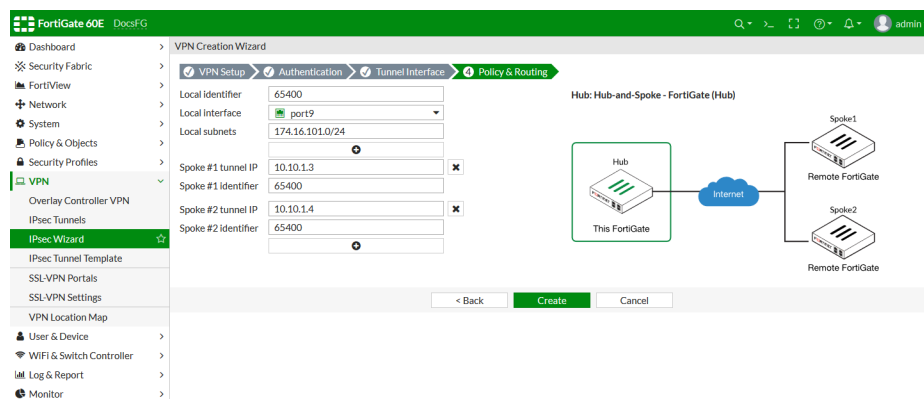 FortiGate 60E DocsFG
admin
Dashboard
Security Fabric
FortiView
Network
System
Policy & Objects
Security Profiles
VPN
Overlay Controller VPN
IPsec Tunnels
IPsec Wizard
IPsec Tunnel Template
SSL-VPN Portals
SSL-VPN Settings
VPN Location Map
User & Device
WiFi & Switch Controller
Log & Report
Monitor
VPN Creation Wizard
VPN Setup Authentication Tunnel Interface 4 Policy & Routing
Local identifier 65400
Local interface port9
Local subnets 174.16.101.0/24
Spoke #1 tunnel IP 10.10.1.3
Spoke #1 identifier 65400
Spoke #2 tunnel IP 10.10.1.4
Spoke #2 identifier 65400
Hub: Hub-and-Spoke - FortiGate (Hub)
Spoke1
Remote FortiGate
Hub
This FortiGate
Internet
Spoke2
Remote FortiGate
< Back Create Cancel